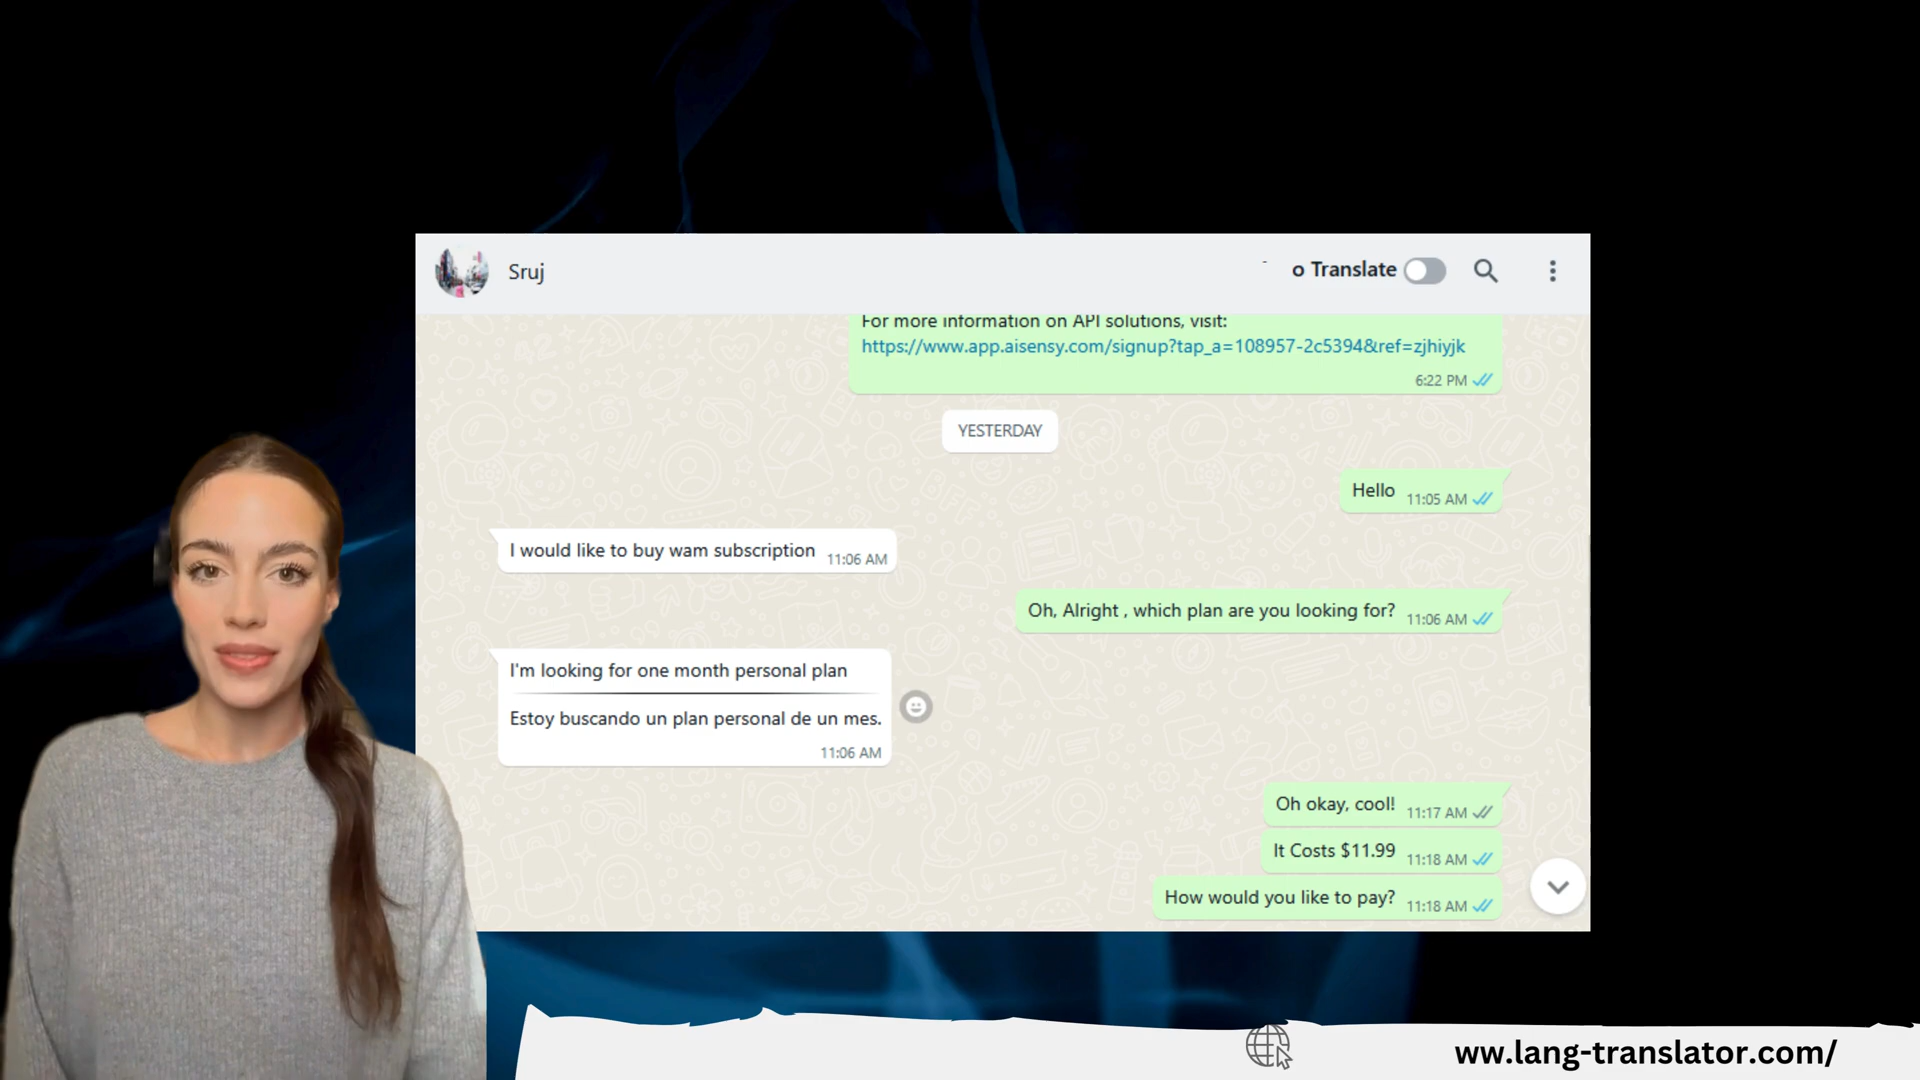 Sruj
o Translate
For more information on API solutions, visit:
https://www.app.aisensy.com/signup?tap_a=108957-2c5394&ref=zjhiyjk
6:22 PM
YESTERDAY
Hello 11:05 AM
I would like to buy wam subscription 11:06 AM
Oh, Alright , which plan are you looking for? 11:06 AM
I'm looking for one month personal plan
Estoy buscando un plan personal de un mes.
11:06 AM
Oh okay, cool! 11:17 AM
It Costs $11.99 11:18 AM
How would you like to pay? 11:18 AM
ww.lang-translator.com/